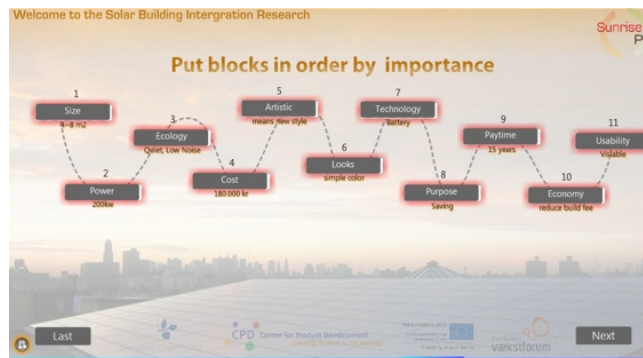 Welcome to the Solar Building Intergration Research
Sunrise
P
Put blocks in order by importance
1
Size
4~8 m2
2
Power
200kw
3
Ecology
Quiet, Low Noise
4
Cost
180.000 kr
5
Artistic
means new style
6
Looks
simple color
7
Technology
Battery
8
Purpose
Saving
9
Paytime
15 years
10
Economy
reduce build fee
11
Usability
Visiable
Last
CPD Center for Product Development
vækstforum
Next